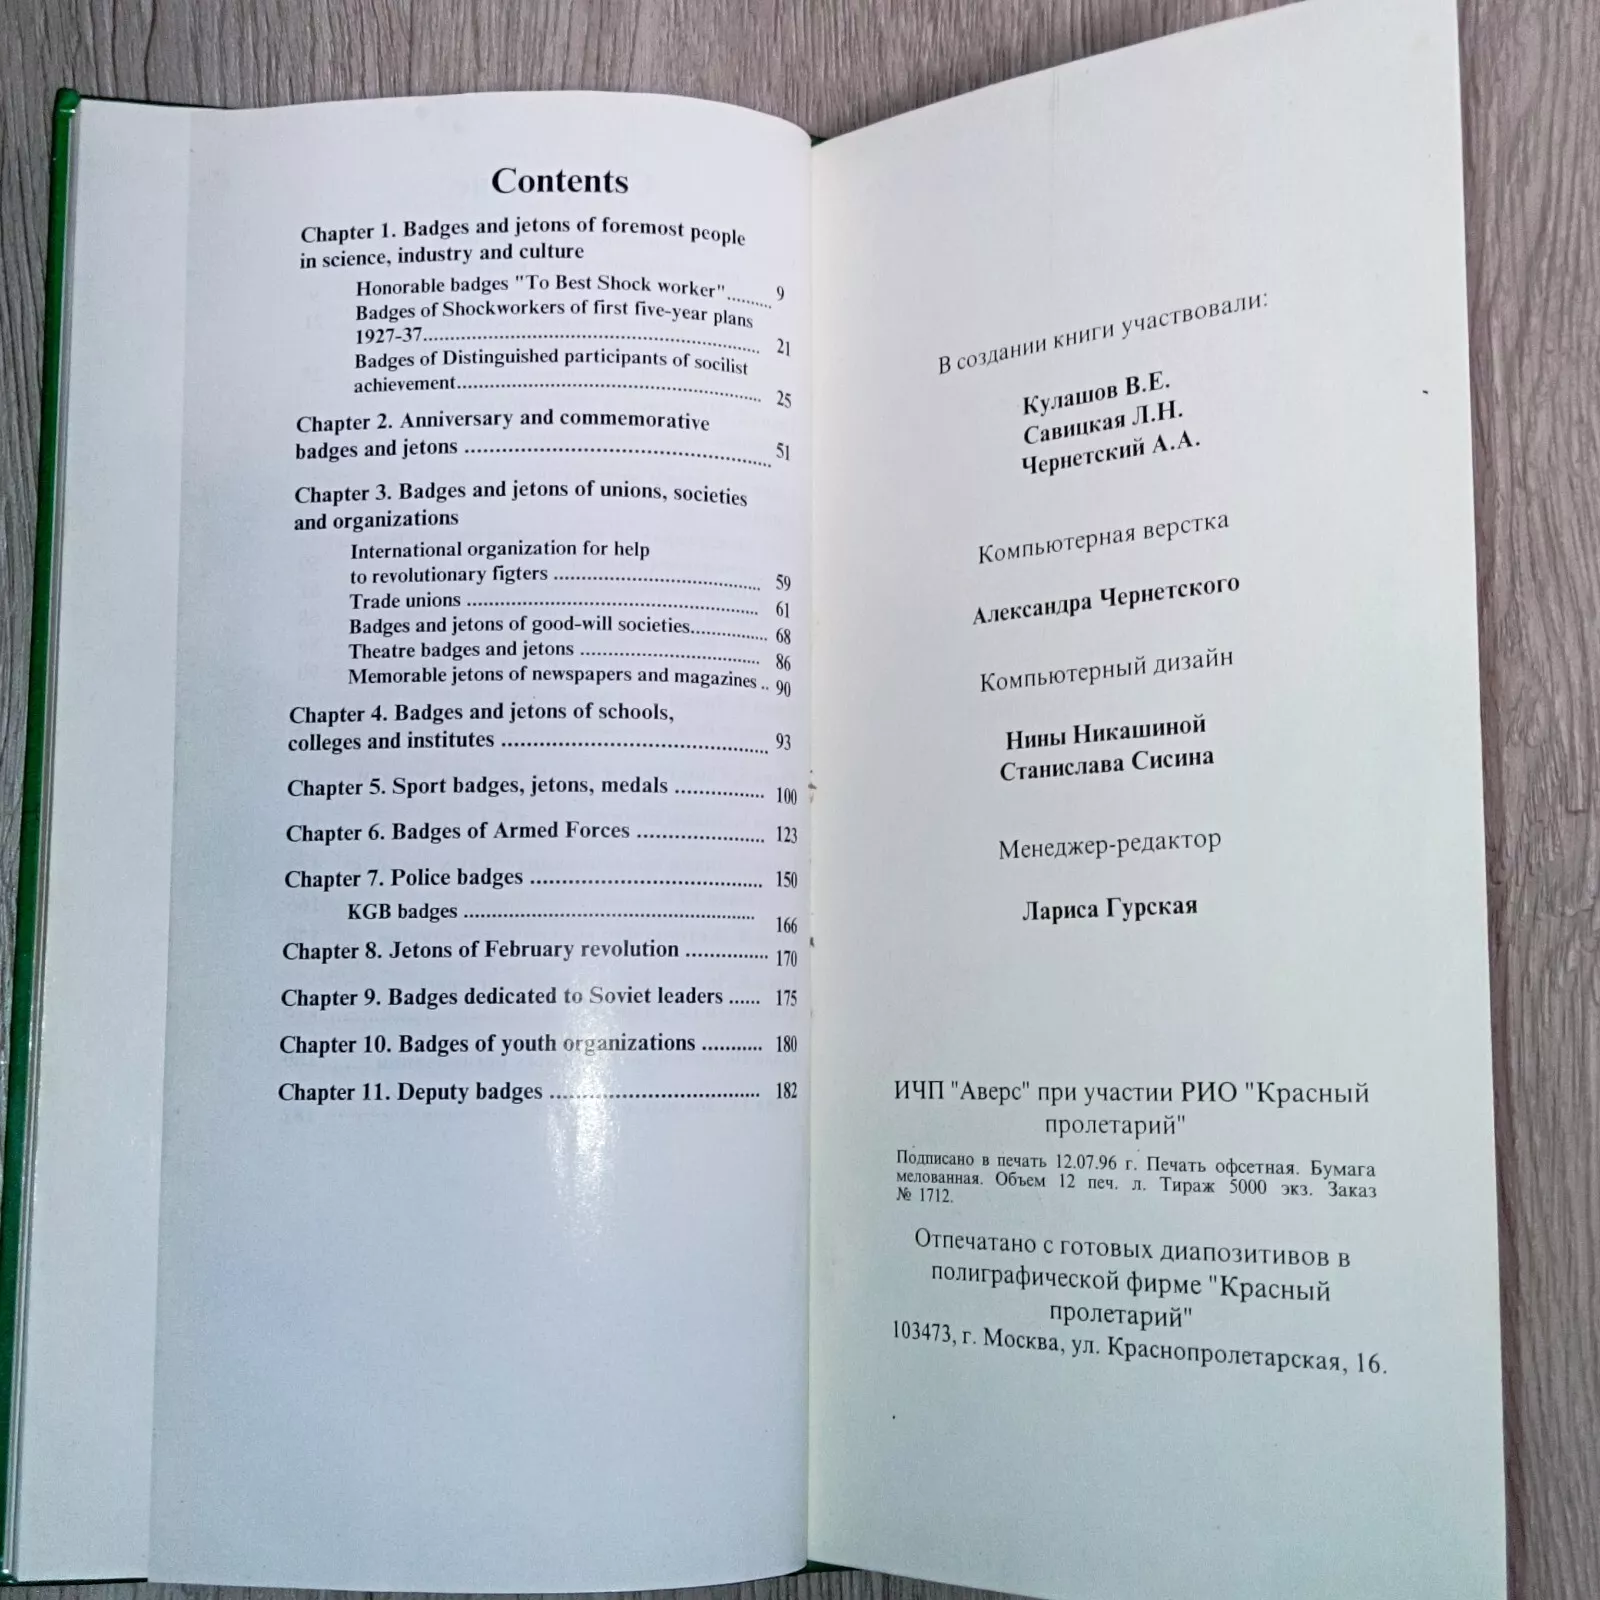 Contents
Chapter 1. Badges and jetons of foremost people
in science, industry and culture
Honorable badges "To Best Shock worker".......... 9
Badges of Shockworkers of first five-year plans
1927-37.......... 21
Badges of Distinguished participants of socilist
achievement.......... 25
Chapter 2. Anniversary and commemorative
badges and jetons .......... 51
Chapter 3. Badges and jetons of unions, societies
and organizations
International organization for help
to revolutionary figters .......... 59
Trade unions .......... 61
Badges and jetons of good-will societies.......... 68
Theatre badges and jetons .......... 86
Memorable jetons of newspapers and magazines .. 90
Chapter 4. Badges and jetons of schools,
colleges and institutes .......... 93
Chapter 5. Sport badges, jetons, medals .......... 100
Chapter 6. Badges of Armed Forces .......... 123
Chapter 7. Police badges .......... 150
KGB badges .......... 166
Chapter 8. Jetons of February revolution .......... 170
Chapter 9. Badges dedicated to Soviet leaders ...... 175
Chapter 10. Badges of youth organizations .......... 180
Chapter 11. Deputy badges .......... 182
В создании книги участвовали:
Кулашов В.Е.
Савицкая Л.Н.
Чернетский А.А.
Компьютерная верстка
Александра Чернетского
Компьютерный дизайн
Нины Никашиной
Станислава Сисина
Менеджер-редактор
Лариса Гурская
ИЧП "Аверс" при участии РИО "Красный
пролетарий"
Подписано в печать 12.07.96 г. Печать офсетная. Бумага
мелованная. Объем 12 печ. л. Тираж 5000 экз. Заказ
№ 1712.
Отпечатано с готовых диапозитивов в
полиграфической фирме "Красный
пролетарий"
103473, г. Москва, ул. Краснопролетарская, 16.